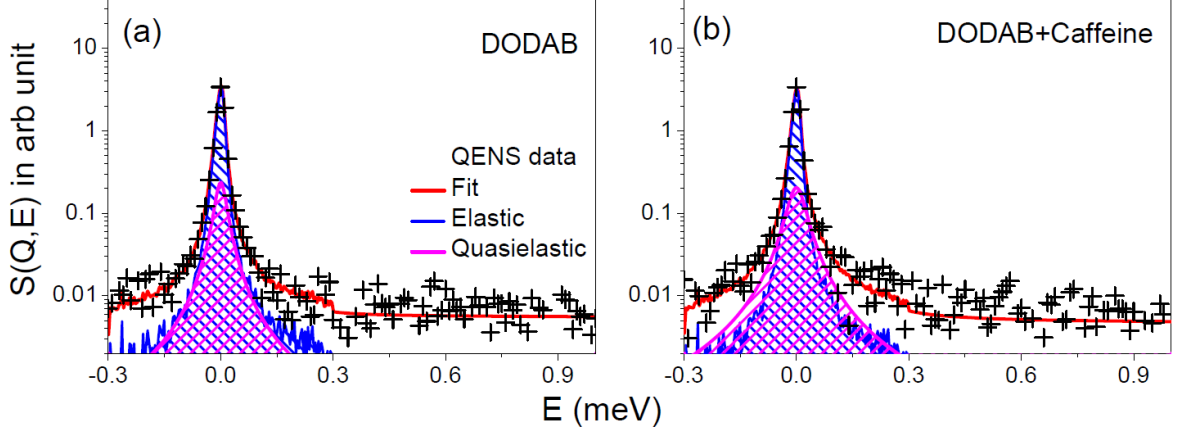 (a)
DODAB
QENS data
Fit
Elastic
Quasielastic
S(Q,E) in arb unit
10
1
0.1
0.01
-0.3
0.0
0.3
0.6
0.9
(b)
DODAB+Caffeine
10
1
0.1
0.01
-0.3
0.0
0.3
0.6
0.9
E (meV)